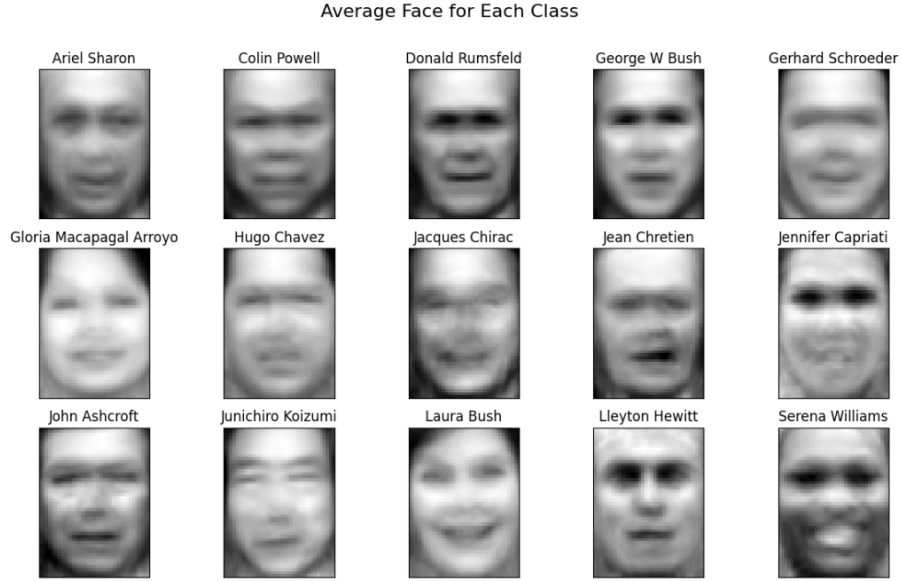 Average Face for Each Class
Ariel Sharon
Colin Powell
Donald Rumsfeld
George W Bush
Gerhard Schroeder
Gloria Macapagal Arroyo
Hugo Chavez
Jacques Chirac
Jean Chretien
Jennifer Capriati
John Ashcroft
Junichiro Koizumi
Laura Bush
Lleyton Hewitt
Serena Williams